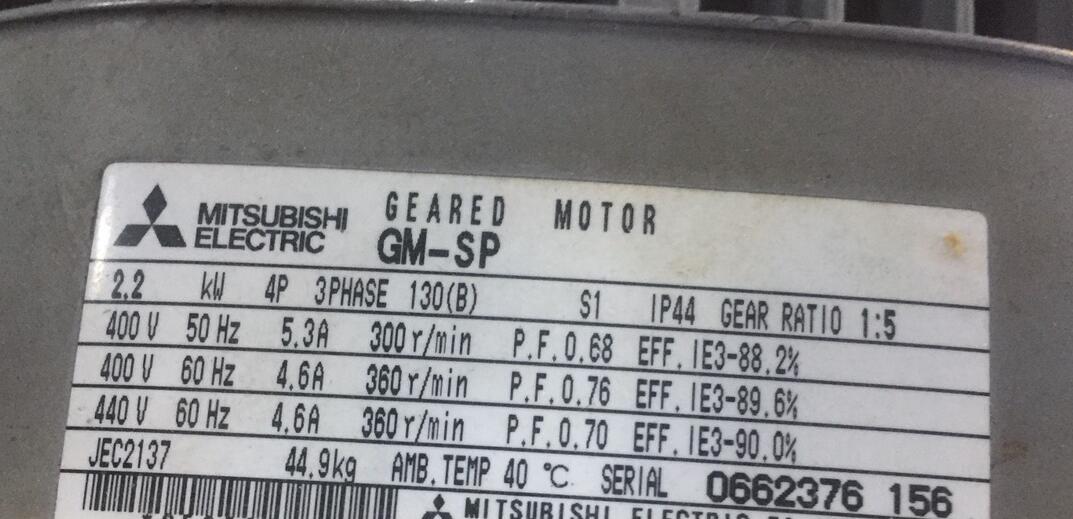 MITSUBISHI ELECTRIC GEARED MOTOR
GM-SP
2.2 kW 4P 3PHASE 130(B) S1 IP44 GEAR RATIO 1:5
400 V 50 Hz 5.3A 300 r/min P.F.0.68 EFF.IE3-88.2%
400 V 60 Hz 4.6A 360 r/min P.F.0.76 EFF.IE3-89.6%
440 V 60 Hz 4.6A 360 r/min P.F.0.70 EFF.IE3-90.0%
JEC2137 44.9kg AMB.TEMP 40 °C SERIAL 0662376 156
MITSUBISHI ELECTRIC